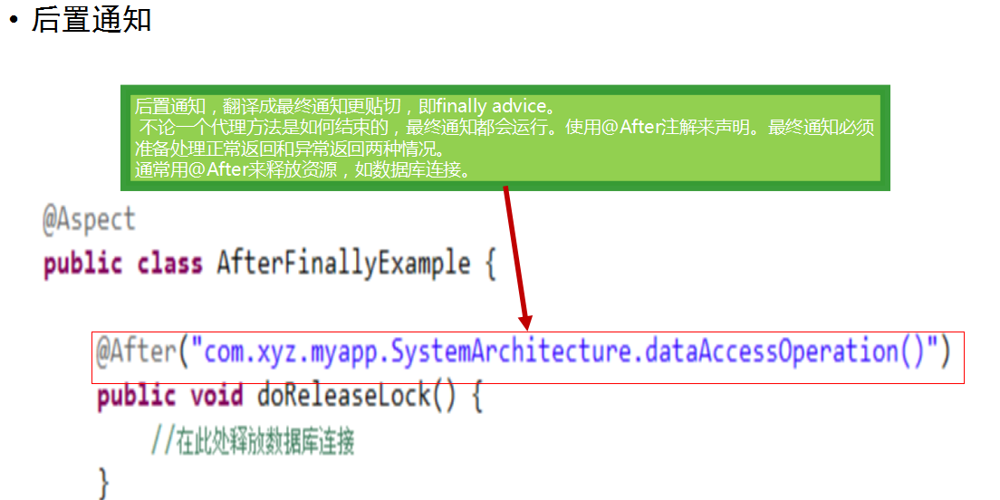 • 后置通知
后置通知，翻译成最终通知更贴切，即finally advice。
不论一个代理方法是如何结束的，最终通知都会运行。使用@After注解来声明。最终通知必须
准备处理正常返回和异常返回两种情况。
通常用@After来释放资源，如数据库连接。
@Aspect
public class AfterFinallyExample {
@After("com.xyz.myapp.SystemArchitecture.dataAccessOperation()")
public void doReleaseLock() {
//在此处释放数据库连接
}